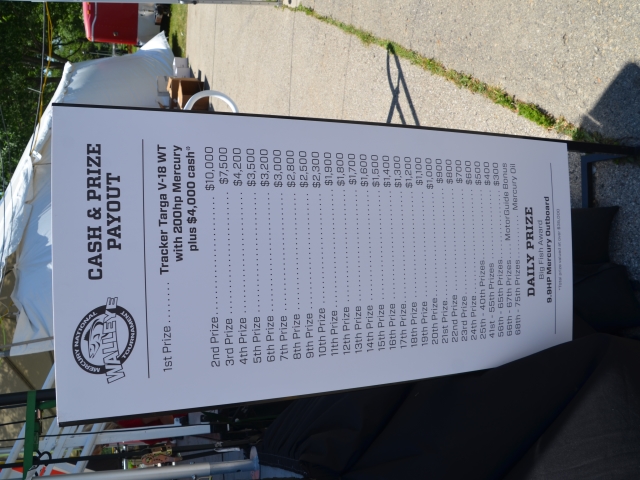 MERCURY NATIONAL
WALLEYE
TOURNAMENT
CASH & PRIZE
PAYOUT
1st Prize ......... Tracker Targa V-18 WT
with 200hp Mercury
plus $4,000 cash*
2nd Prize ........ $10,000
3rd Prize ........ $7,500
4th Prize ........ $4,200
5th Prize ........ $3,500
6th Prize ........ $3,200
7th Prize ........ $3,000
8th Prize ........ $2,800
9th Prize ........ $2,500
10th Prize ........ $2,300
11th Prize ........ $1,900
12th Prize ........ $1,800
13th Prize ........ $1,700
14th Prize ........ $1,600
15th Prize ........ $1,500
16th Prize ........ $1,400
17th Prize ........ $1,300
18th Prize ........ $1,200
19th Prize ........ $1,100
20th Prize ........ $1,000
21st Prize ........ $900
22nd Prize ........ $800
23rd Prize ........ $700
24th Prize ........ $600
25th - 40th Prizes ........ $500
41st - 55th Prizes ........ $400
56th - 65th Prizes ........ $300
66th - 67th Prizes ........ MotorGuide Bonus
68th - 75th Prizes ........ Mercury Oil
DAILY PRIZE
Big Fish Award
9.9HP Mercury Outboard